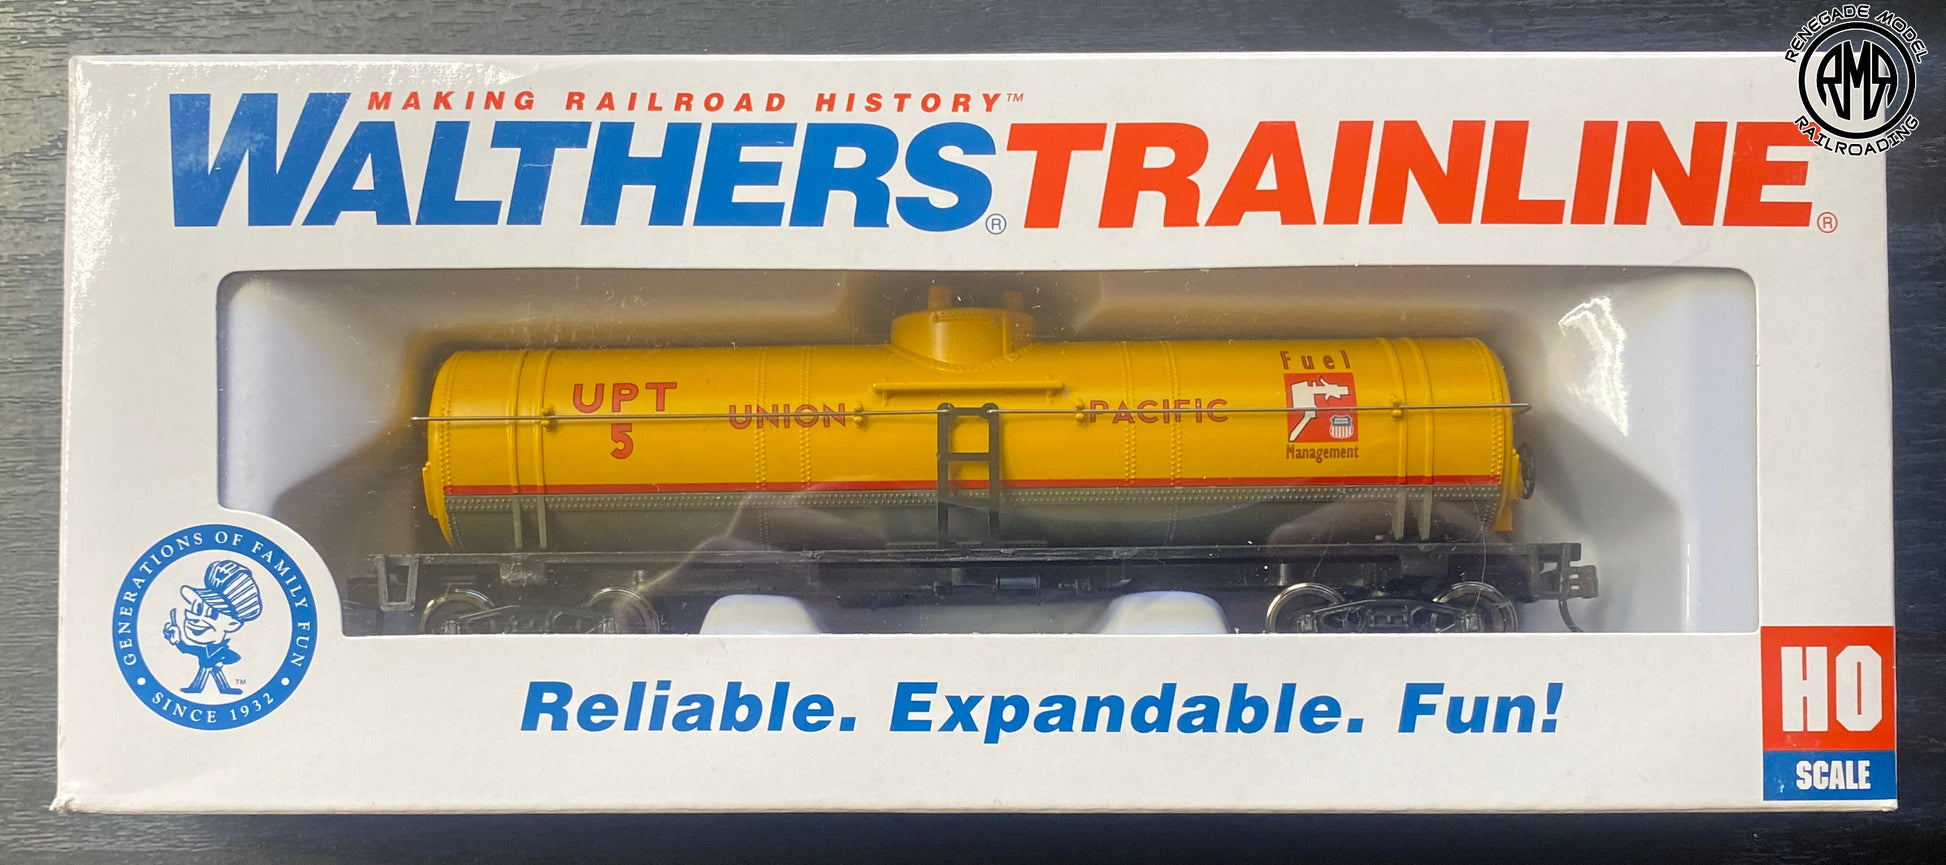 RENEGADE MODEL
RMR
RAILROADING
MAKING RAILROAD HISTORY™
WALTHERS® TRAINLINE®
UPT
5
UNION PACIFIC
Fuel
Management
GENERATIONS OF FAMILY FUN
• SINCE 1932 •
TM
Reliable. Expandable. Fun!
HO
SCALE